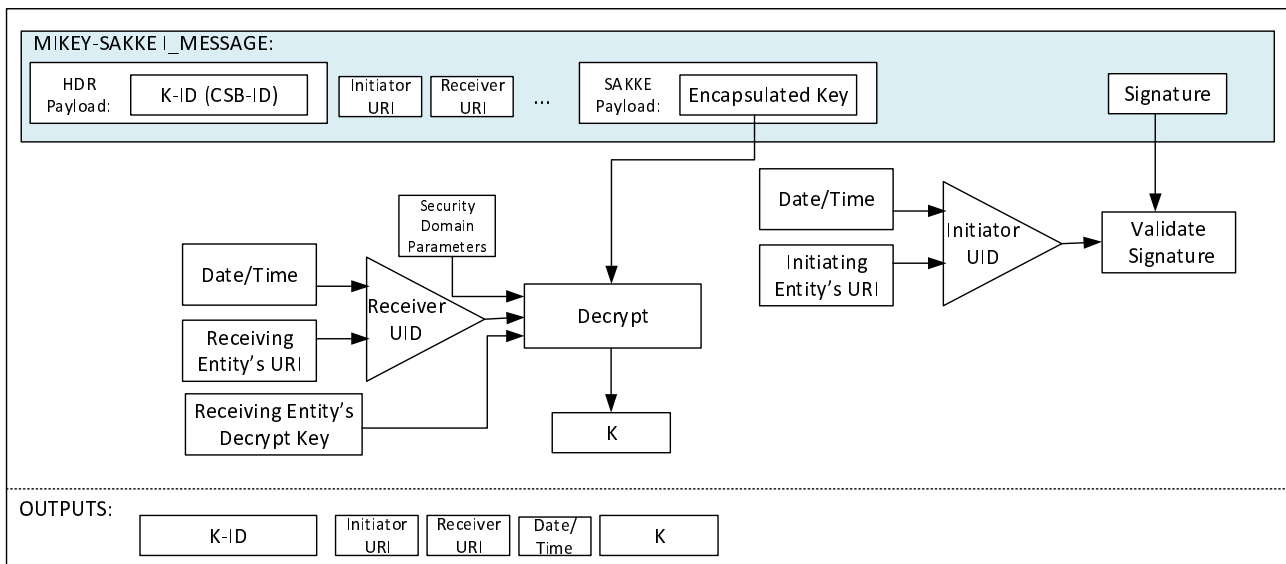 MIKEY-SAKKE I_MESSAGE:
HDR
Payload:
K-ID (CSB-ID)
Initiator
URI
Receiver
URI
...
SAKKE
Payload:
Encapsulated Key
Signature
Date/Time
Initiating
Entity's URI
Initiator
UID
Validate
Signature
Security
Domain
Parameters
Date/Time
Receiving
Entity's URI
Receiver
UID
Decrypt
Receiving Entity's
Decrypt Key
K
OUTPUTS:
K-ID
Initiator
URI
Receiver
URI
Date/
Time
K